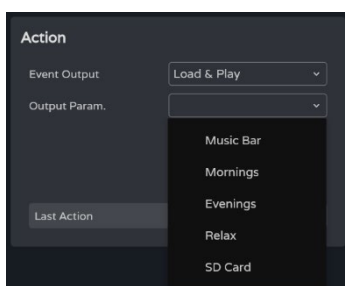 Action
Event Output Load & Play
Output Param.
Music Bar
Mornings
Evenings
Last Action
Relax
SD Card